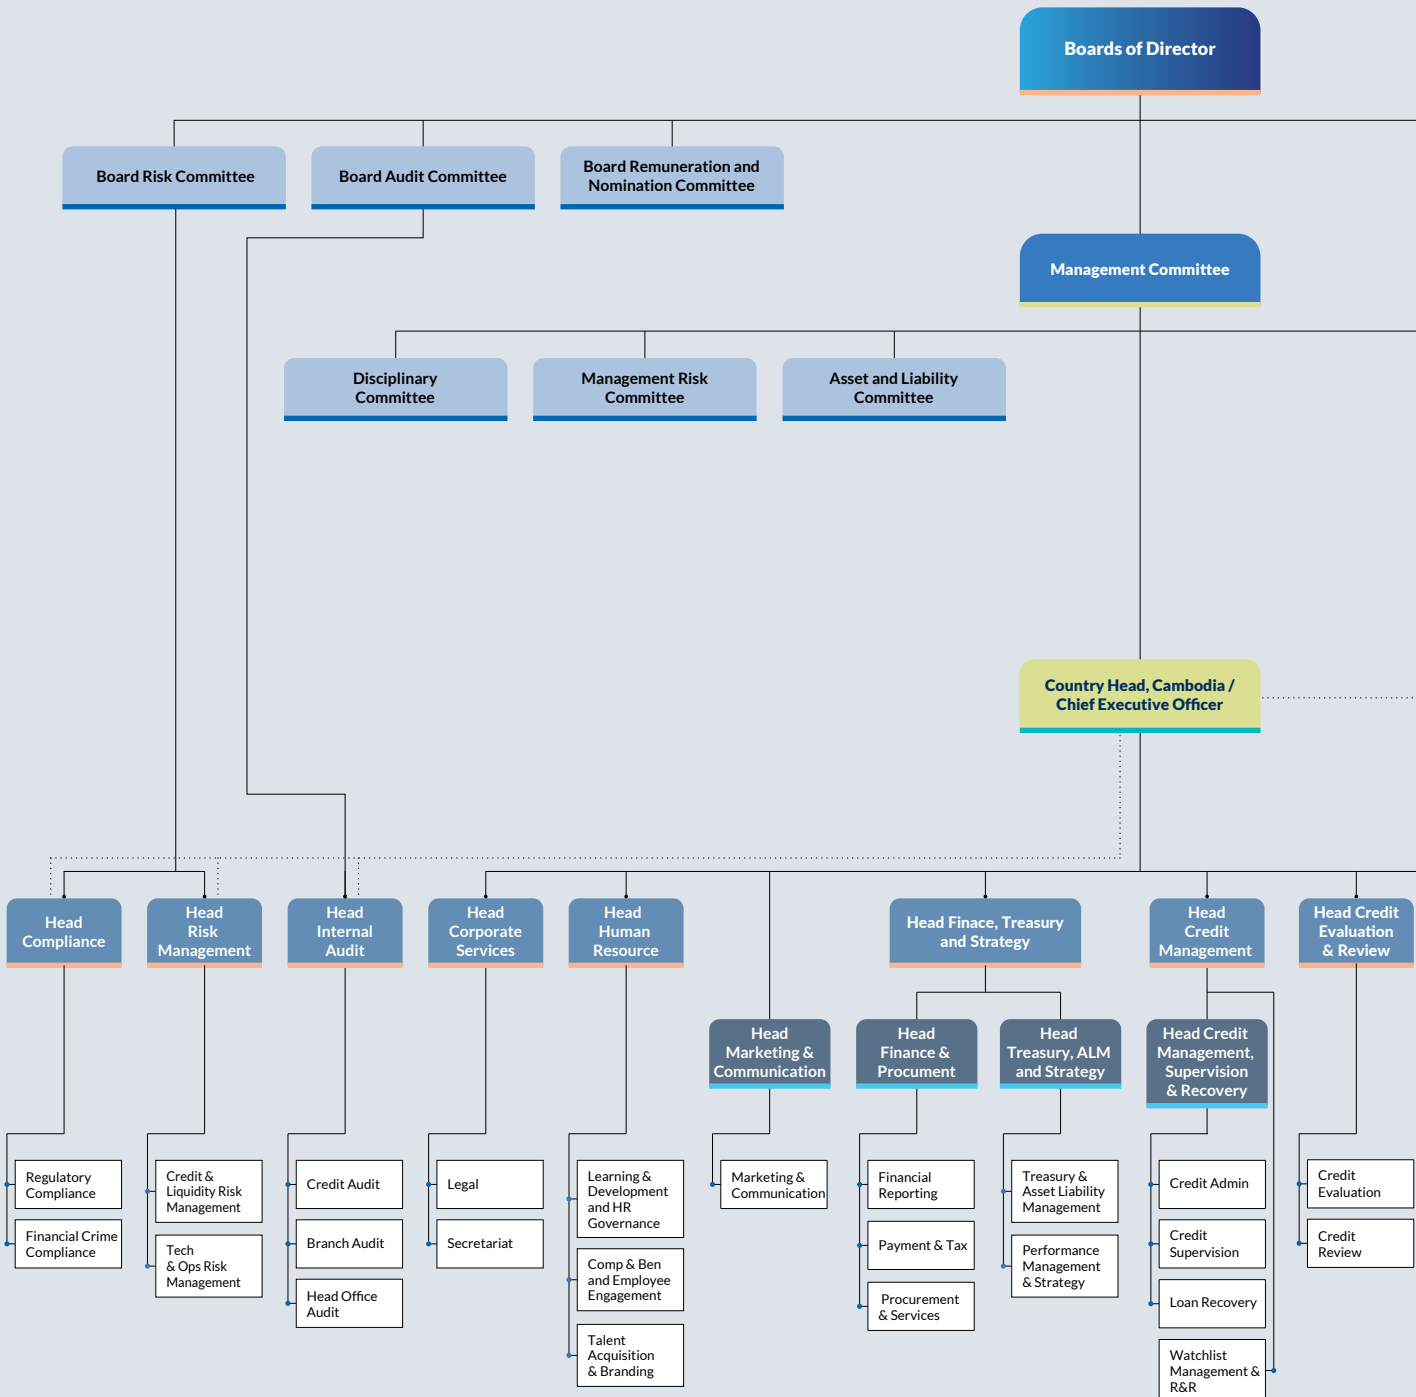 Boards of Director
Board Risk Committee
Board Audit Committee
Board Remuneration and
Nomination Committee
Management Committee
Disciplinary
Committee
Management Risk
Committee
Asset and Liability
Committee
Country Head, Cambodia /
Chief Executive Officer
Head
Compliance
Head
Risk
Management
Head
Internal
Audit
Head
Corporate
Services
Head
Human
Resource
Head Finace, Treasury
and Strategy
Head
Credit
Management
Head Credit
Evaluation
& Review
Head
Marketing &
Communication
Head
Finance &
Procument
Head
Treasury, ALM
and Strategy
Head Credit
Management,
Supervision
& Recovery
Regulatory
Compliance
Financial Crime
Compliance
Credit &
Liquidity Risk
Management
Tech
& Ops Risk
Management
Credit Audit
Branch Audit
Head Office
Audit
Legal
Secretariat
Learning &
Development
and HR
Governance
Comp & Ben
and Employee
Engagement
Talent
Acquisition
& Branding
Marketing &
Communication
Financial
Reporting
Payment & Tax
Procurement
& Services
Treasury &
Asset Liability
Management
Performance
Management
& Strategy
Credit Admin
Credit
Supervision
Loan Recovery
Watchlist
Management &
R&R
Credit
Evaluation
Credit
Review